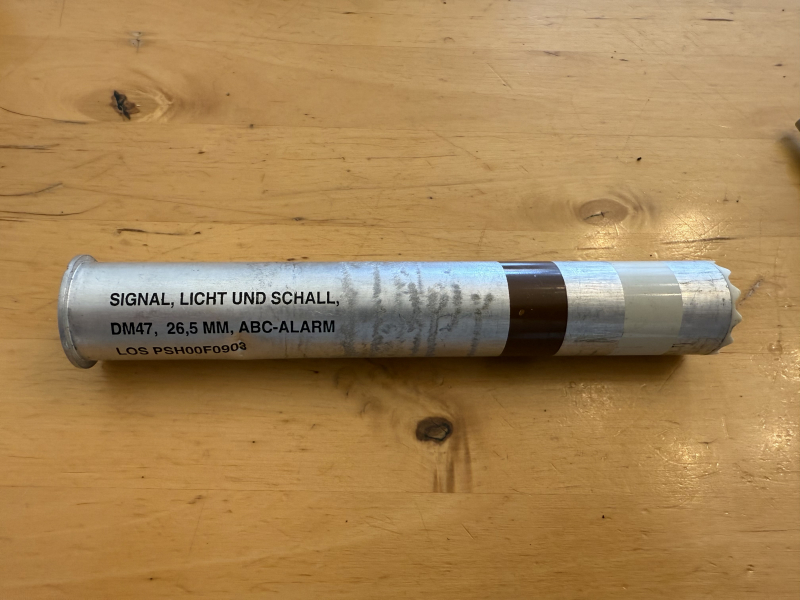 SIGNAL, LICHT UND SCHALL,
DM47, 26,5 MM, ABC-ALARM
LOS PSH00F0903